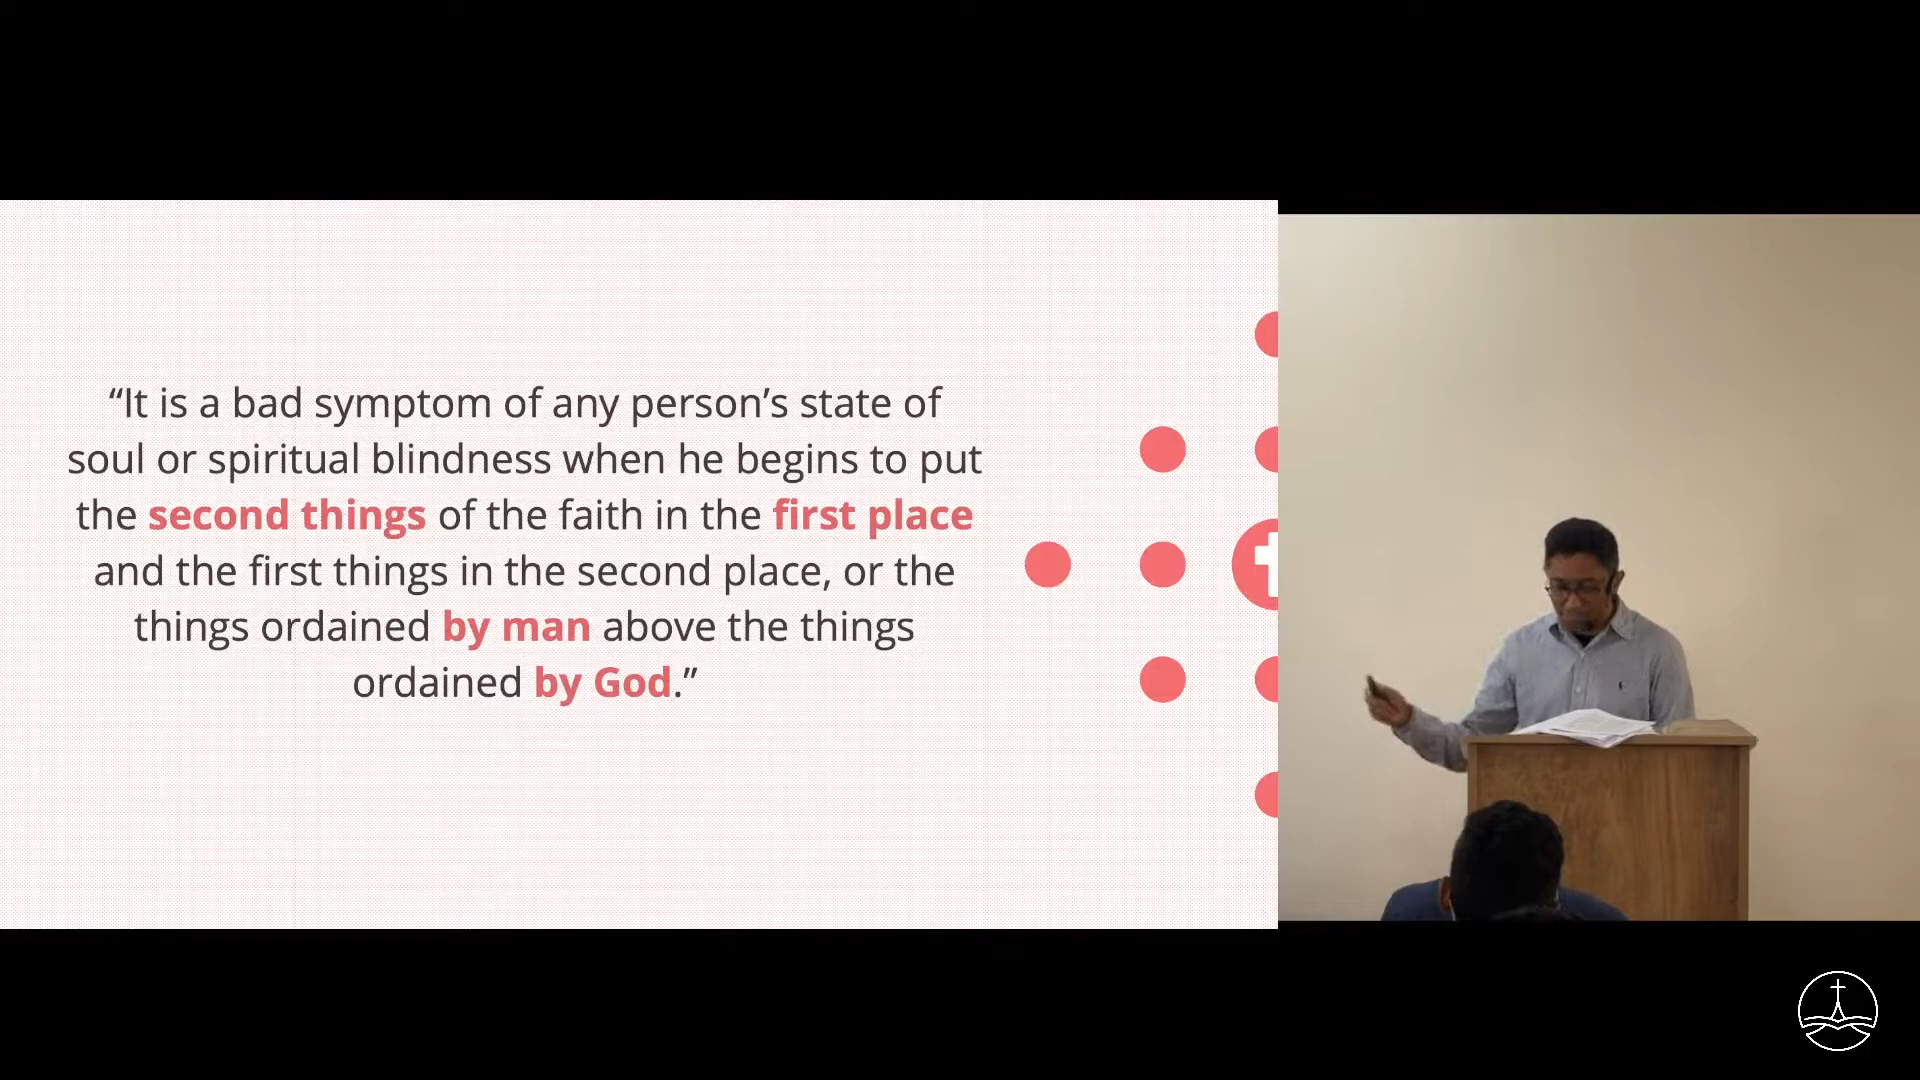 “It is a bad symptom of any person’s state of
soul or spiritual blindness when he begins to put
the second things of the faith in the first place
and the first things in the second place, or the
things ordained by man above the things
ordained by God.”